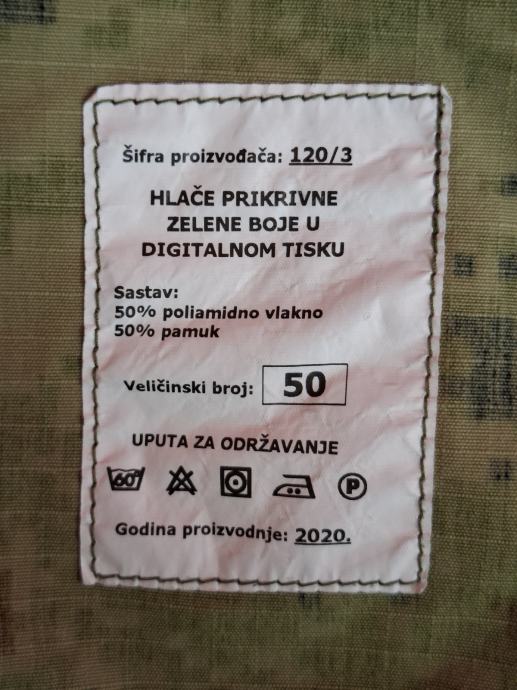 Šifra proizvođača: 120/3
HLAČE PRIKRIVNE
ZELENE BOJE U
DIGITALNOM TISKU
Sastav:
50% poliamidno vlakno
50% pamuk
Veličinski broj: 50
UPUTA ZA ODRŽAVANJE
60° P
Godina proizvodnje: 2020.